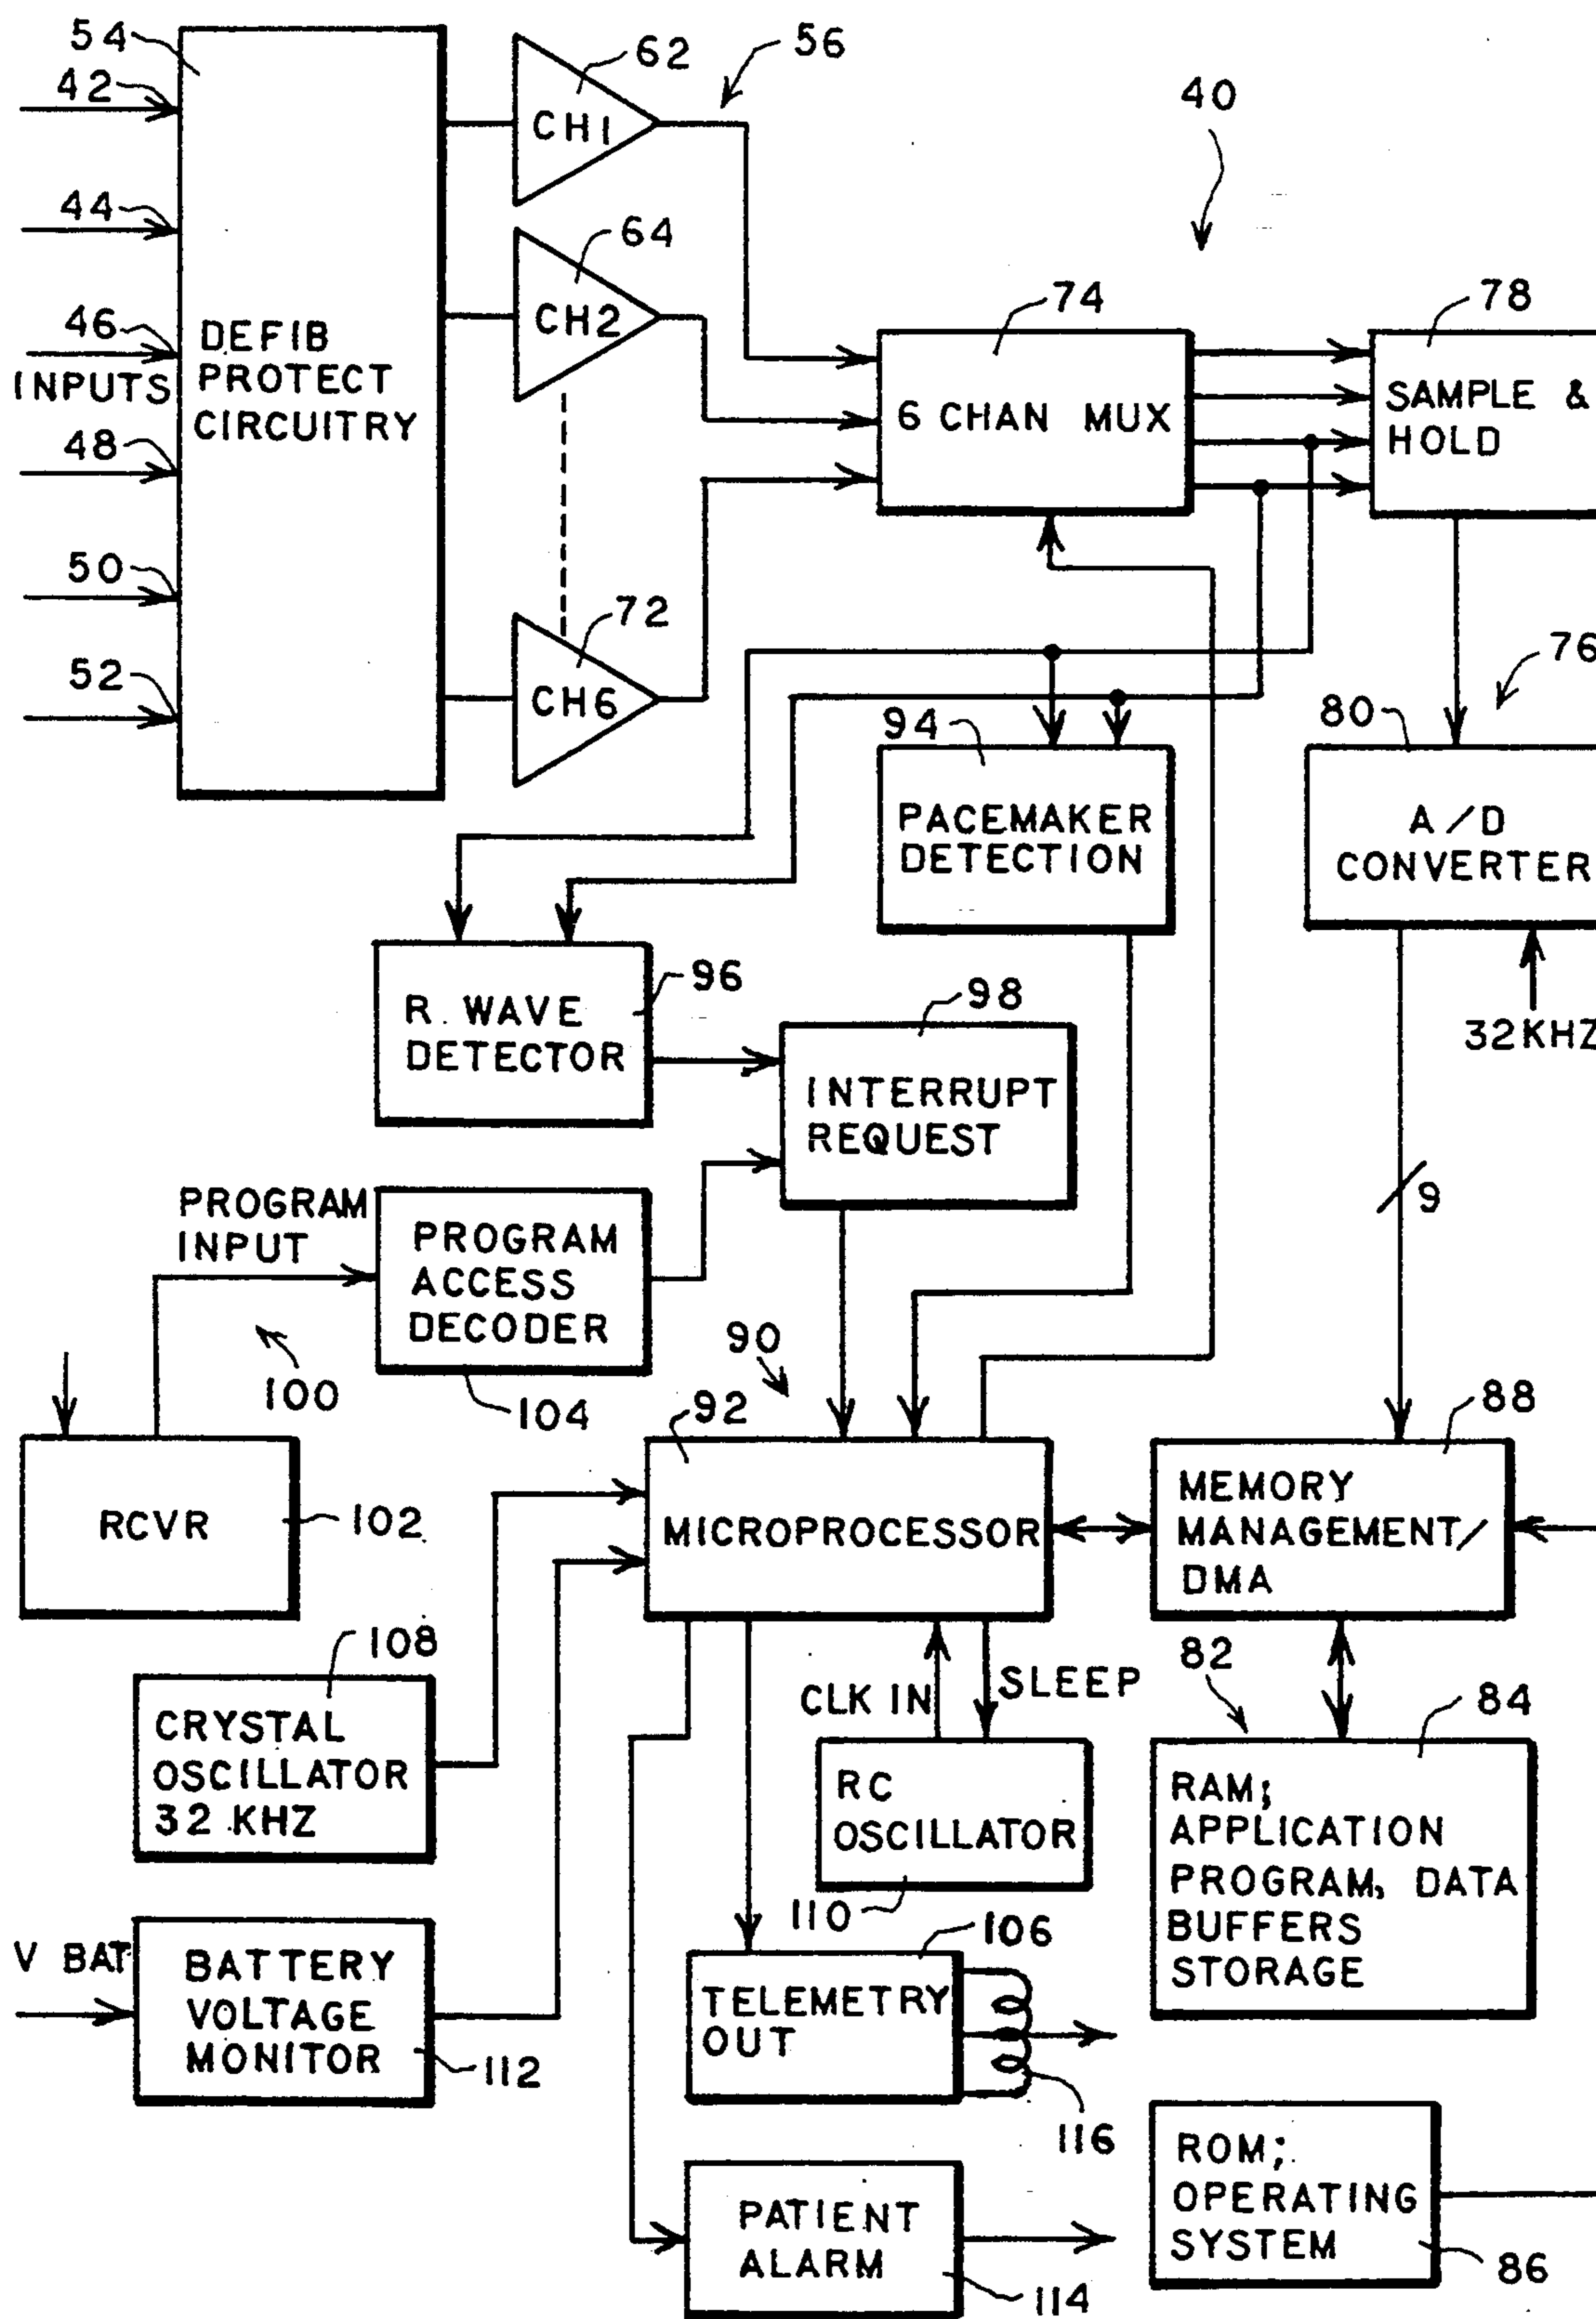 54
42
44
46
INPUTS
48
50
52
DEFIB
PROTECT
CIRCUITRY
62
CH1
56
64
CH2
72
CH6
40
74
6 CHAN MUX
78
SAMPLE &
HOLD
76
80
A/D
CONVERTER
32KHZ
94
PACEMAKER
DETECTION
96
R. WAVE
DETECTOR
98
INTERRUPT
REQUEST
9
PROGRAM
INPUT
PROGRAM
ACCESS
DECODER
100
104
90
92
MICROPROCESSOR
88
MEMORY
MANAGEMENT/
DMA
RCVR
102
108
CRYSTAL
OSCILLATOR
32 KHZ
CLK IN
SLEEP
82
84
RC
OSCILLATOR
110
RAM;
APPLICATION
PROGRAM, DATA
BUFFERS
STORAGE
V BAT
BATTERY
VOLTAGE
MONITOR
112
106
TELEMETRY
OUT
116
ROM;
OPERATING
SYSTEM
86
PATIENT
ALARM
114